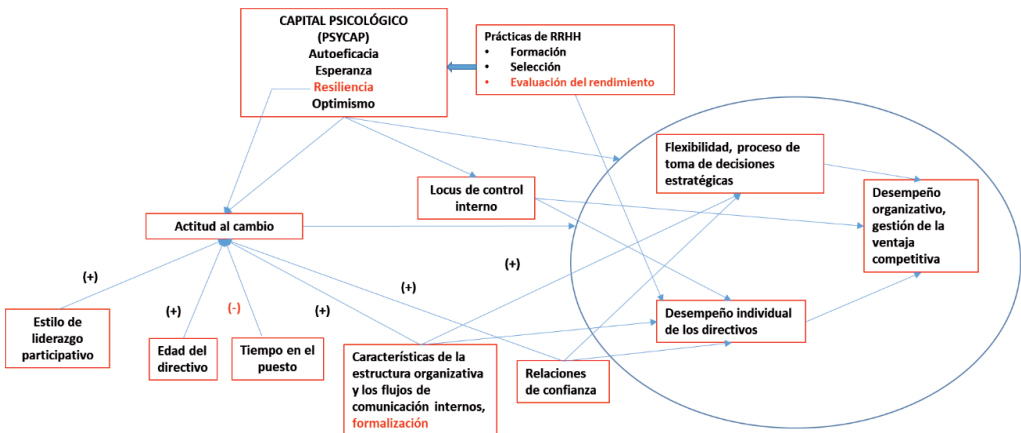 CAPITAL PSICOLÓGICO
(PSYCAP)
Autoeficacia
Esperanza
Resiliencia
Optimismo
Prácticas de RRHH
• Formación
• Selección
• Evaluación del rendimiento
Flexibilidad, proceso de
toma de decisiones
estratégicas
Locus de control
interno
Desempeño
organizativo,
gestión de la
ventaja
competitiva
Actitud al cambio
(+)
(+)
(+)
(-)
(+)
(+)
Estilo de
liderazgo
participativo
Edad del
directivo
Tiempo en el
puesto
Características de la
estructura organizativa
y los flujos de
comunicación internos,
formalización
Relaciones
de confianza
Desempeño individual
de los directivos